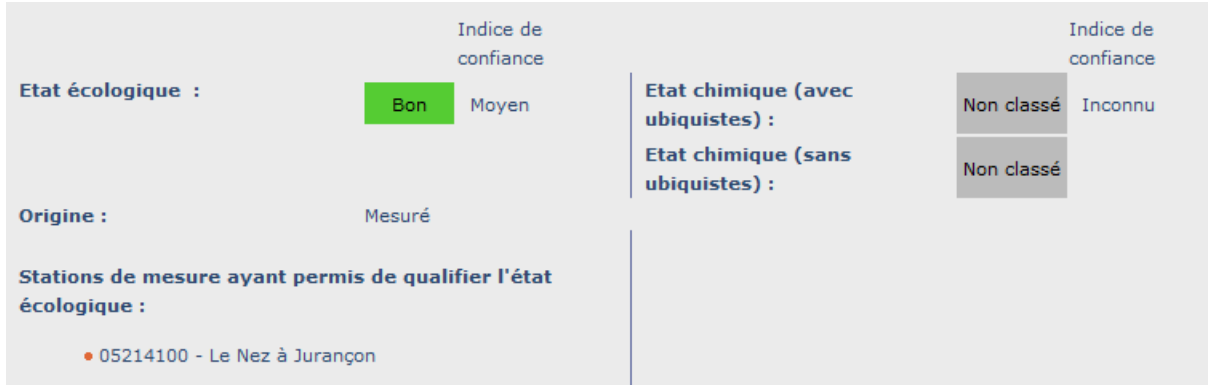 Indice de
confiance
Etat écologique :
Bon
Moyen
Origine :
Mesuré
Stations de mesure ayant permis de qualifier l'état
écologique :
05214100 - Le Nez à Jurançon
Indice de
confiance
Etat chimique (avec
ubiquistes) :
Non classé
Inconnu
Etat chimique (sans
ubiquistes) :
Non classé